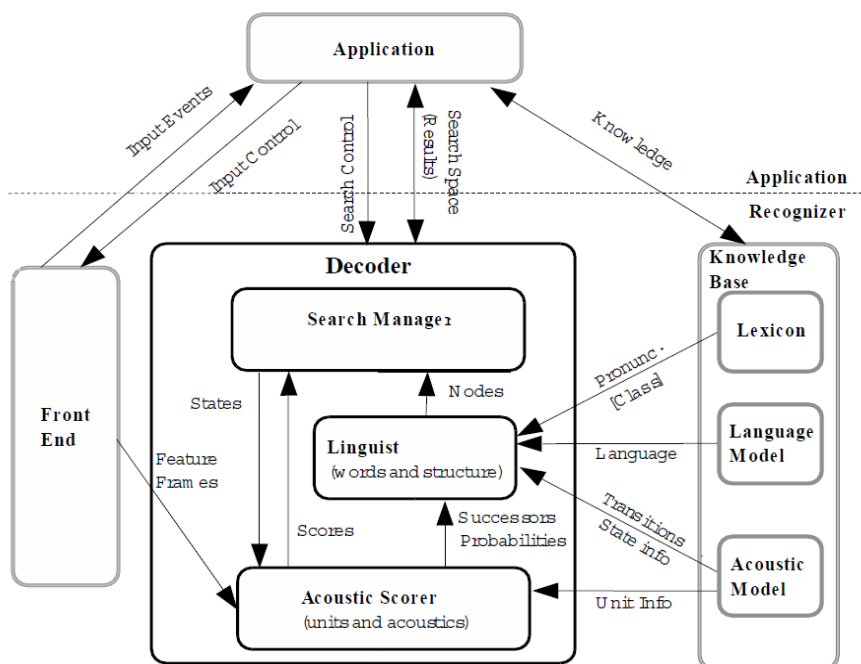 Application
Input Events
Input Control
Search Control
Search Space
(Results)
Knowledge
Application
Recognizer
Decoder
Knowledge
Base
Search Manager
Lexicon
Pronunc.
[Class]
States
Nodes
Front
End
Linguist
(words and structure)
Language
Language
Model
Feature
Frames
Transitions
State info
Scores
Successors
Probabilities
Acoustic Scorer
(units and acoustics)
Unit Info
Acoustic
Model